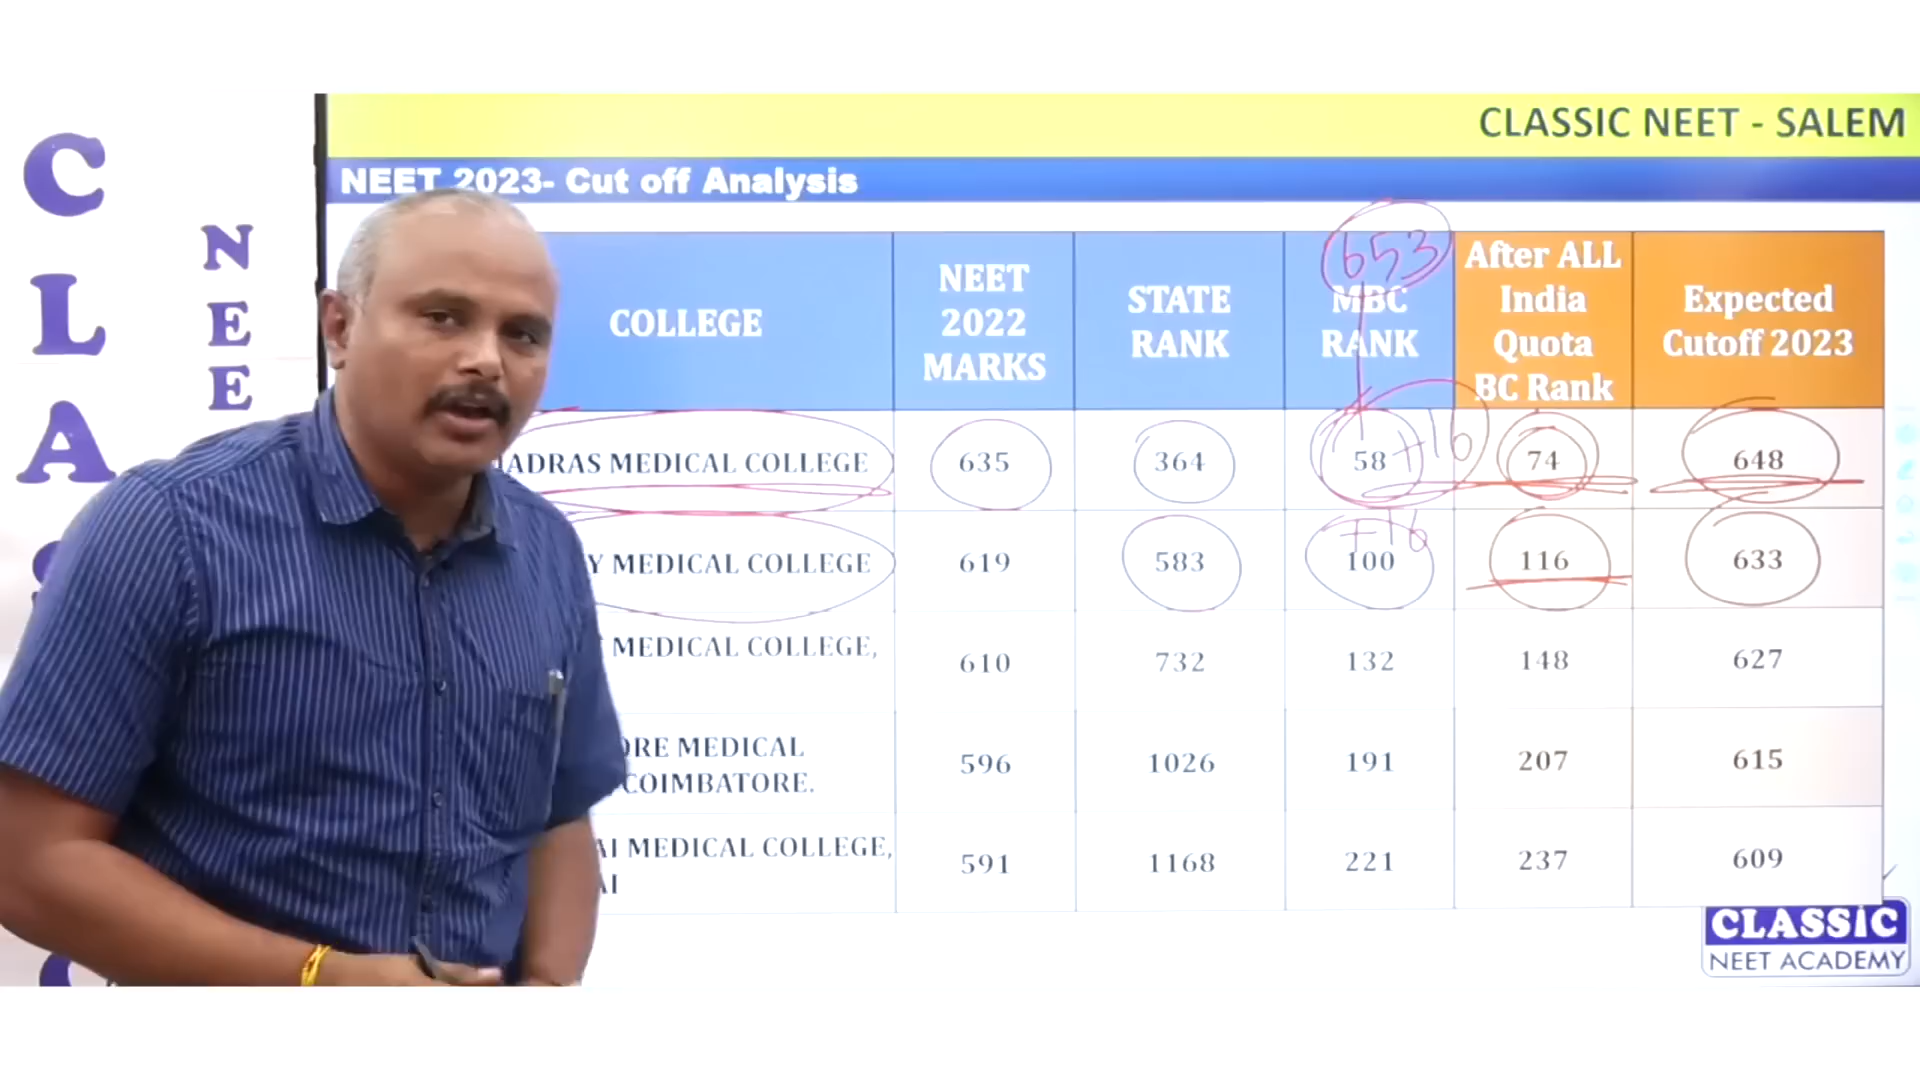 CLASSIC NEET - SALEM
NEET 2023- Cut off Analysis
C
L
A
N
E
E
COLLEGE
NEET
2022
MARKS
STATE
RANK
653
MBC
RANK
After ALL
India
Quota
BC Rank
Expected
Cutoff 2023
ADRAS MEDICAL COLLEGE
635
364
58 +16
74
648
Y MEDICAL COLLEGE
619
583
+16
100
116
633
MEDICAL COLLEGE,
610
732
132
148
627
ORE MEDICAL
COIMBATORE.
596
1026
191
207
615
AI MEDICAL COLLEGE,
AI
591
1168
221
237
609
CLASSIC
NEET ACADEMY